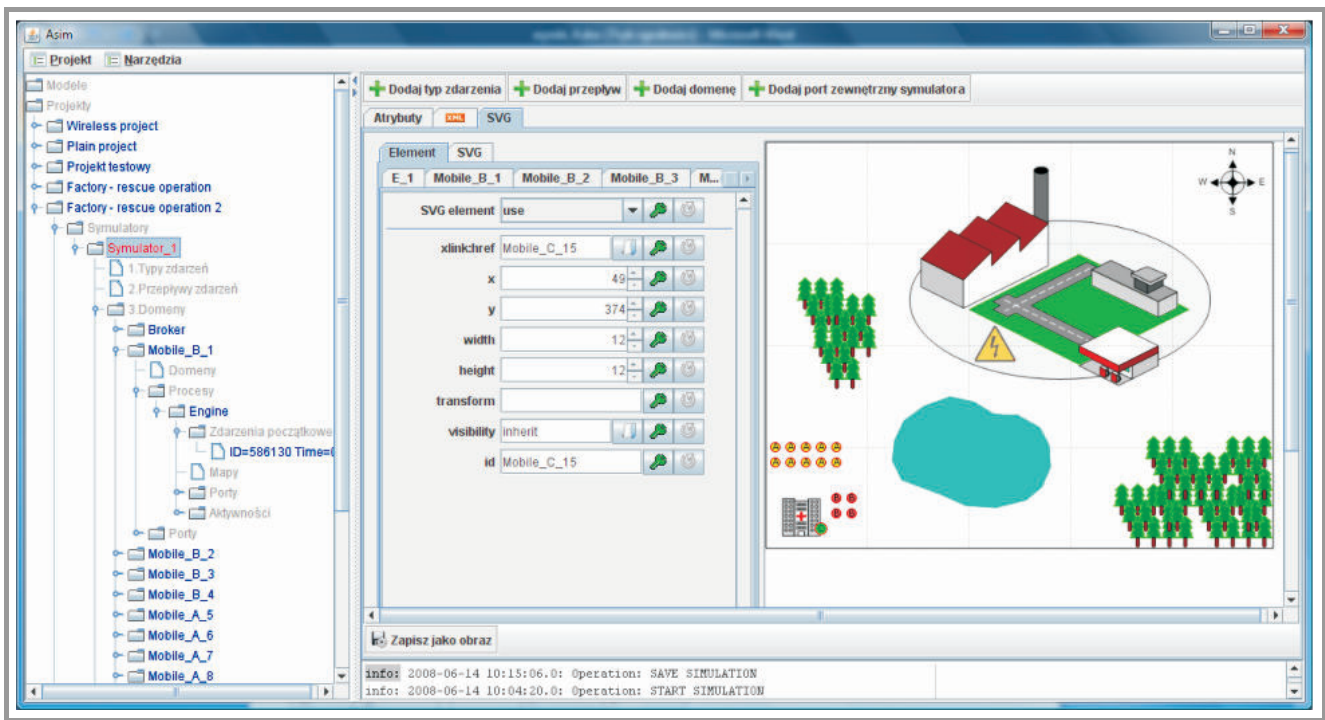 Asim
Projekt Narzędzia
Modele
Projekty
Wireless project
Plain project
Projekt testowy
Factory - rescue operation
Factory - rescue operation 2
Symulatory
Symulator_1
1.Typy zdarzeń
2.Przepływy zdarzeń
3.Domeny
Broker
Mobile_B_1
Domeny
Procesy
Engine
Zdarzenia początkowe
ID=586130 Time=
Mapy
Porty
Aktywności
Porty
Mobile_B_2
Mobile_B_3
Mobile_B_4
Mobile_A_5
Mobile_A_6
Mobile_A_7
Mobile_A_8
Dodaj typ zdarzenia Dodaj przepływ Dodaj domenę Dodaj port zewnętrzny symulatora
Atrybuty XML SVG
Element SVG
E_1 Mobile_B_1 Mobile_B_2 Mobile_B_3 M...
SVG element use
xlink:href Mobile_C_15
x 49
y 374
width 12
height 12
transform
visibility inherit
id Mobile_C_15
N
W E
S
A A A A A
A A A A A
B B
B B
Zapisz jako obraz
info: 2008-06-14 10:15:06.0: Operation: SAVE SIMULATION
info: 2008-06-14 10:04:20.0: Operation: START SIMULATION